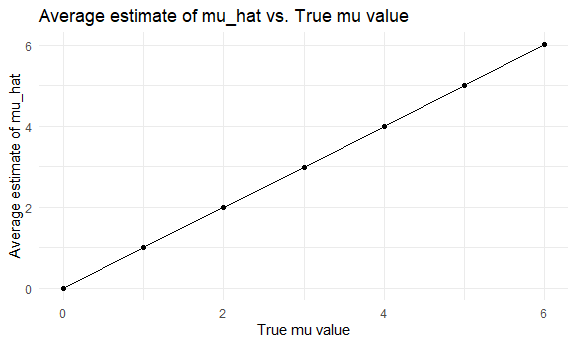 Average estimate of mu_hat vs. True mu value
Average estimate of mu_hat
6
4
2
0
0 2 4 6
True mu value